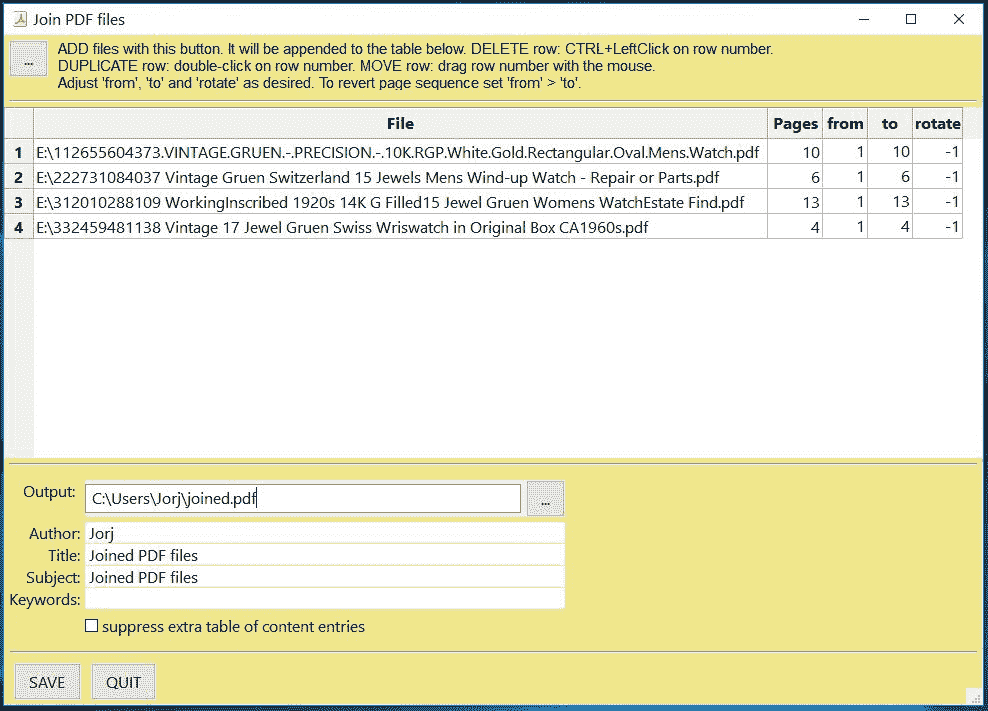 Join PDF files
...
ADD files with this button. It will be appended to the table below. DELETE row: CTRL+LeftClick on row number.
DUPLICATE row: double-click on row number. MOVE row: drag row number with the mouse.
Adjust 'from', 'to' and 'rotate' as desired. To revert page sequence set 'from' > 'to'.
File Pages from to rotate
1 E:\112655604373.VINTAGE.GRUEN.-.PRECISION.-.10K.RGP.White.Gold.Rectangular.Oval.Mens.Watch.pdf 10 1 10 -1
2 E:\222731084037 Vintage Gruen Switzerland 15 Jewels Mens Wind-up Watch - Repair or Parts.pdf 6 1 6 -1
3 E:\312010288109 WorkingInscribed 1920s 14K G Filled15 Jewel Gruen Womens WatchEstate Find.pdf 13 1 13 -1
4 E:\332459481138 Vintage 17 Jewel Gruen Swiss Wriswatch in Original Box CA1960s.pdf 4 1 4 -1
Output: C:\Users\Jorj\joined.pdf ...
Author: Jorj
Title: Joined PDF files
Subject: Joined PDF files
Keywords:
suppress extra table of content entries
SAVE QUIT